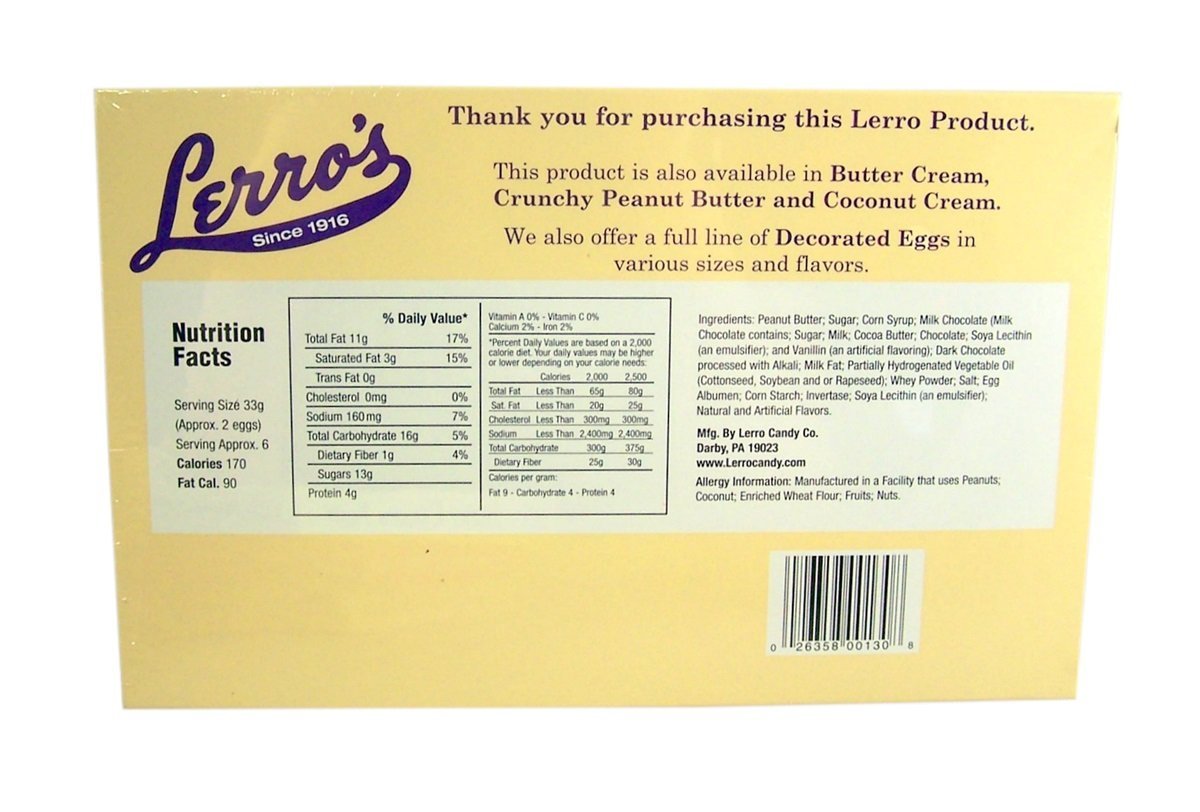 Lerro's
Since 1916
Thank you for purchasing this Lerro Product.
This product is also available in Butter Cream,
Crunchy Peanut Butter and Coconut Cream.
We also offer a full line of Decorated Eggs in
various sizes and flavors.
Nutrition
Facts
Serving Size 33g
(Approx. 2 eggs)
Serving Approx. 6
Calories 170
Fat Cal. 90
% Daily Value*
Total Fat 11g 17%
Saturated Fat 3g 15%
Trans Fat 0g
Cholesterol 0mg 0%
Sodium 160mg 7%
Total Carbohydrate 16g 5%
Dietary Fiber 1g 4%
Sugars 13g
Protein 4g
Vitamin A 0% - Vitamin C 0%
Calcium 2% - Iron 2%
*Percent Daily Values are based on a 2,000
calorie diet. Your daily values may be higher
or lower depending on your calorie needs:
Calories 2,000 2,500
Total Fat Less Than 65g 80g
Sat. Fat Less Than 20g 25g
Cholesterol Less Than 300mg 300mg
Sodium Less Than 2,400mg 2,400mg
Total Carbohydrate 300g 375g
Dietary Fiber 25g 30g
Calories per gram:
Fat 9 - Carbohydrate 4 - Protein 4
Ingredients: Peanut Butter; Sugar; Corn Syrup; Milk Chocolate (Milk
Chocolate contains; Sugar; Milk; Cocoa Butter; Chocolate; Soya Lecithin
(an emulsifier); and Vanillin (an artificial flavoring); Dark Chocolate
processed with Alkali; Milk Fat; Partially Hydrogenated Vegetable Oil
(Cottonseed, Soybean and or Rapeseed); Whey Powder; Salt; Egg
Albumen; Corn Starch; Invertase; Soya Lecithin (an emulsifier);
Natural and Artificial Flavors.
Mfg. By Lerro Candy Co.
Darby, PA 19023
www.Lerrocandy.com
Allergy Information: Manufactured in a Facility that uses Peanuts;
Coconut; Enriched Wheat Flour; Fruits; Nuts.
0 26358 00130 8